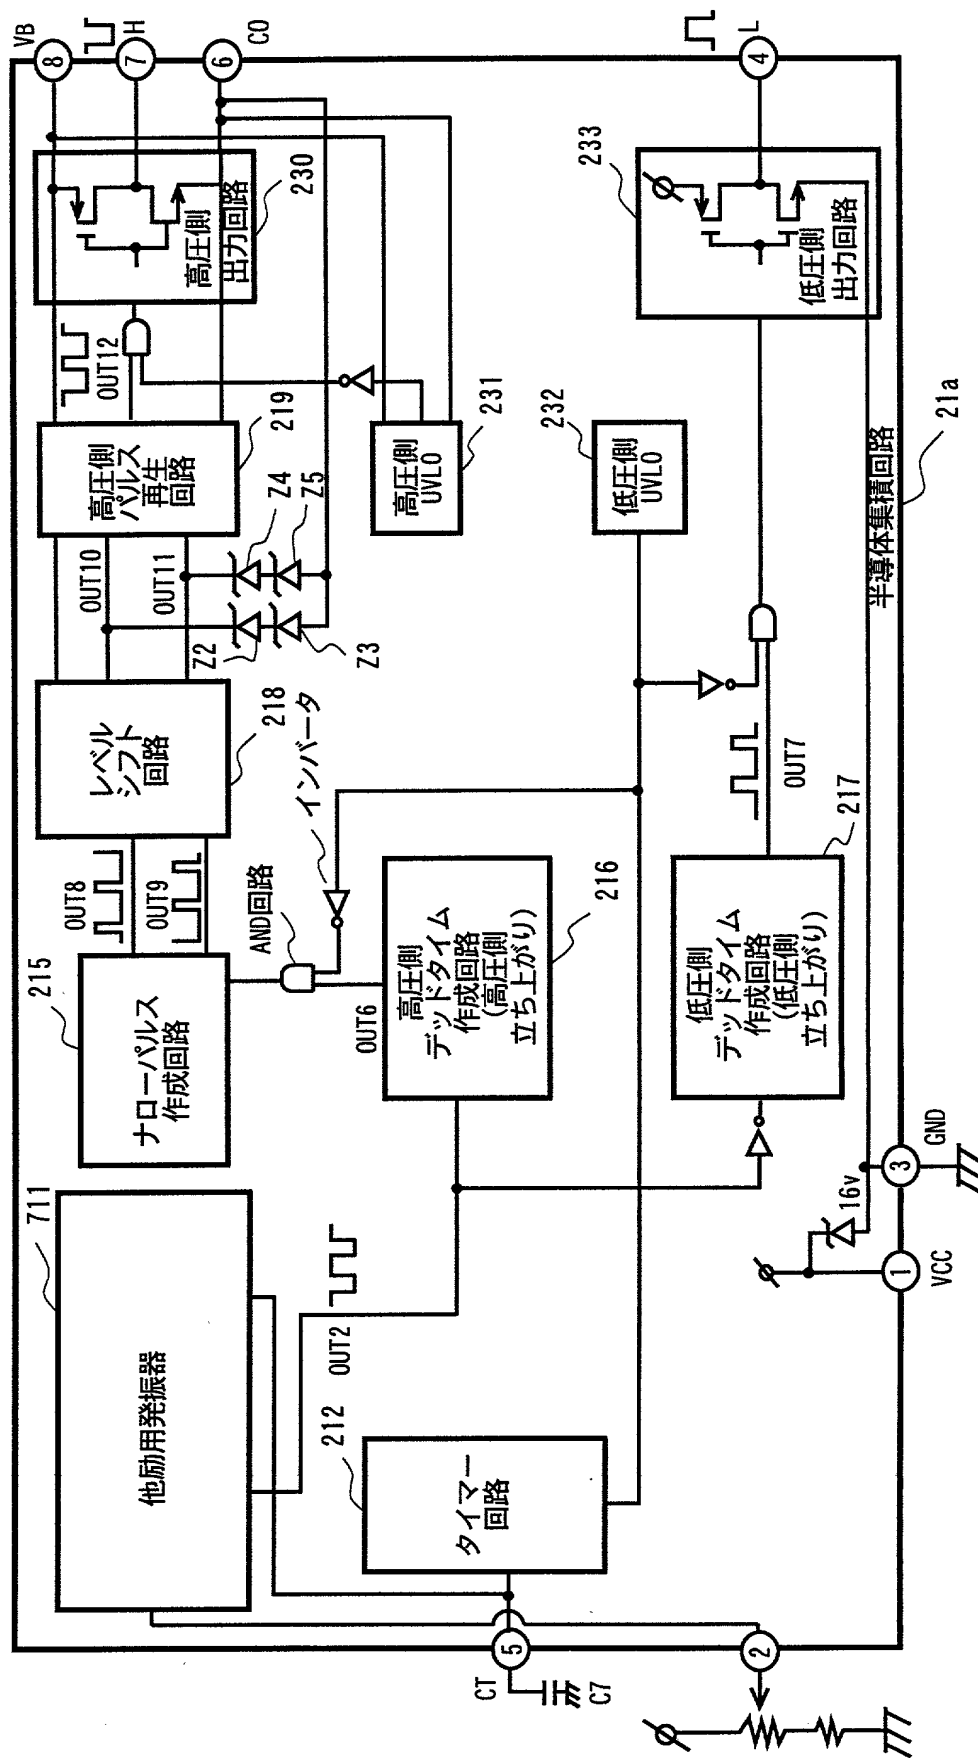 711
他励用発振器
215
ナローパルス
作成回路
OUT8
OUT9
レベル
シフト
回路
218
OUT10
OUT11
高圧側
パルス
再生
回路
219
OUT12
高圧側
出力回路
230
VB
8
H
7
CO
6
Z2
Z3
Z4
Z5
インバータ
AND回路
OUT6
OUT2
212
タイマー
回路
高圧側
デッドタイム
作成回路
(高圧側
立ち上がり)
216
高圧側
UVLO
231
232
低圧側
UVLO
233
低圧側
出力回路
L
4
CT
5
C7
2
低圧側
デッドタイム
作成回路
(低圧側
立ち上がり)
217
OUT7
16v
VCC
1
GND
3
半導体集積回路
21a